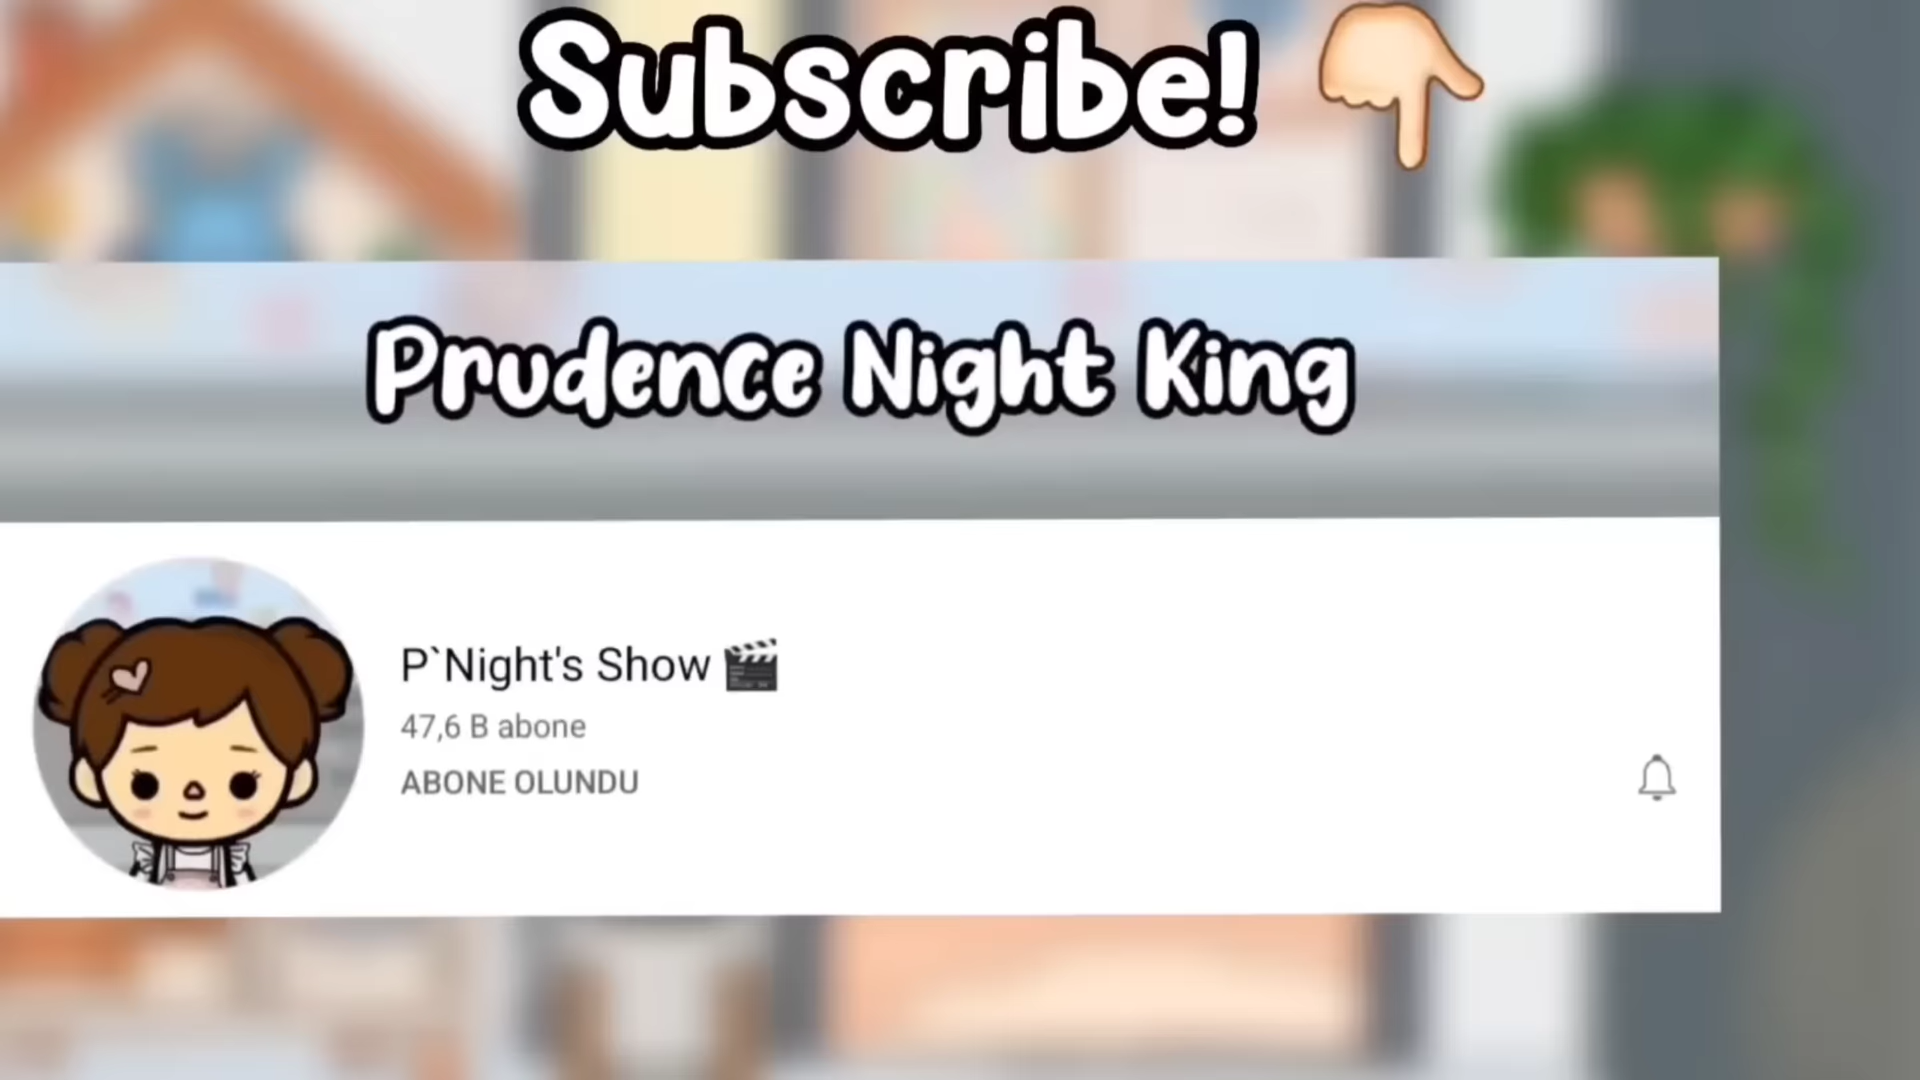 Subscribe!
Prudence Night King
P`Night's Show
47,6 B abone
ABONE OLUNDU